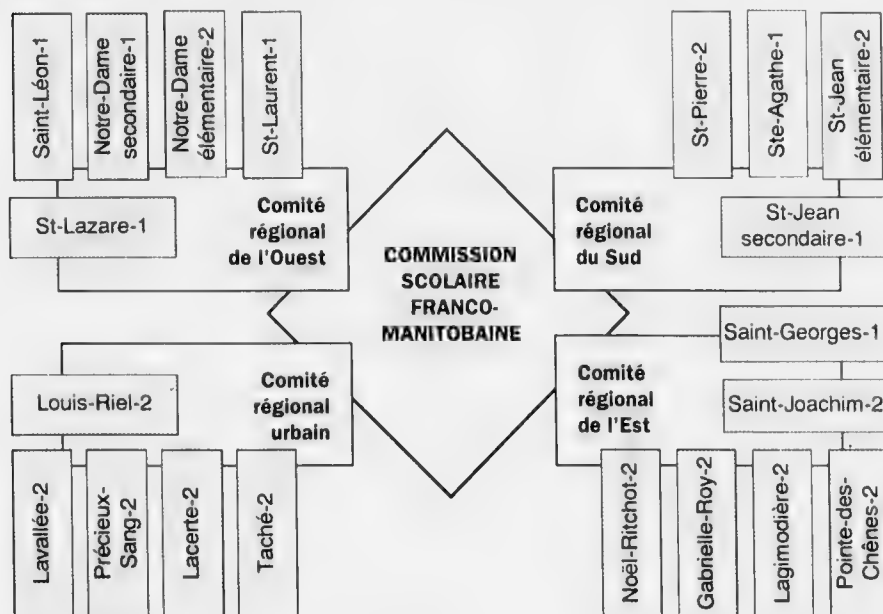 Saint-Léon-1
Notre-Dame
secondaire-1
Notre-Dame
élémentaire-2
St-Laurent-1
St-Lazare-1
Comité
régional
de l'Ouest
St-Pierre-2
Ste-Agathe-1
St-Jean
élémentaire-2
Comité
régional
du Sud
St-Jean
secondaire-1
COMMISSION
SCOLAIRE
FRANCO-
MANITOBAINE
Louis-Riel-2
Comité
régional
urbain
Lavallée-2
Précieux-
Sang-2
Lacerte-2
Taché-2
Saint-Georges-1
Comité
régional
de l'Est
Saint-Joachim-2
Noël-Ritchot-2
Gabrielle-Roy-2
Lagimodière-2
Pointe-des-
Chênes-2